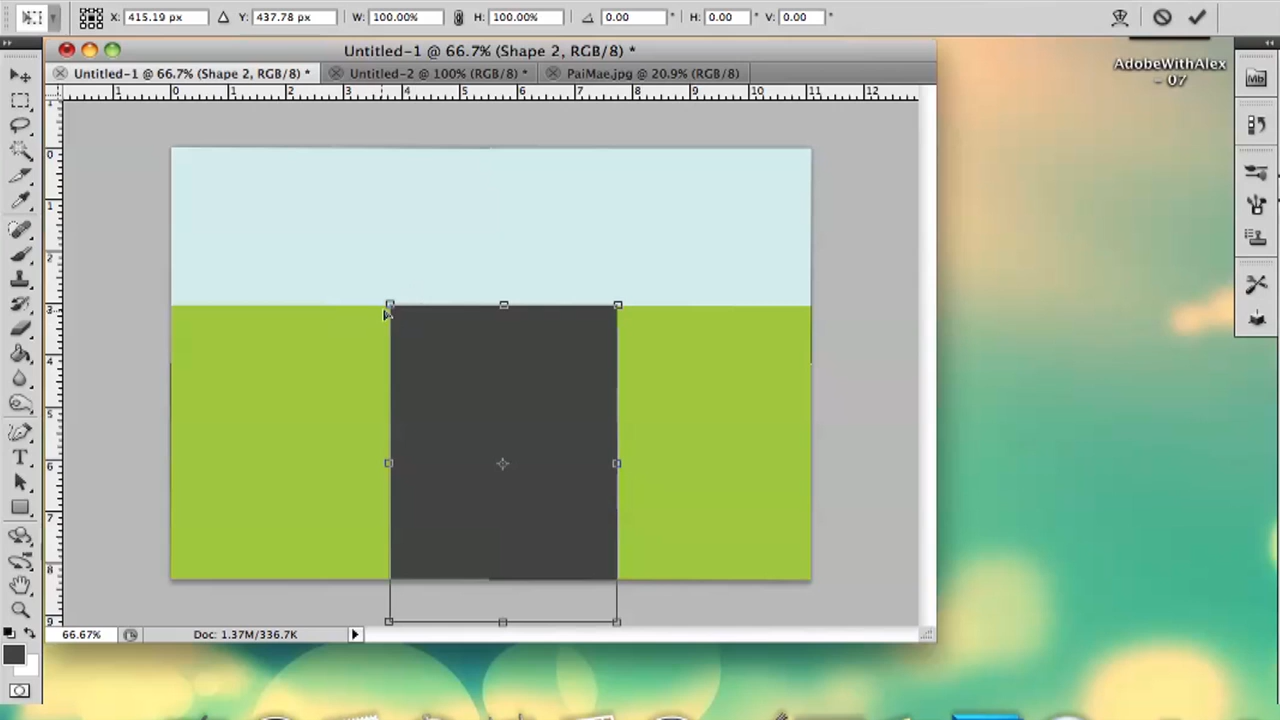 X: 415.19 px Y: 437.78 px W: 100.00% H: 100.00% 0.00 ° H: 0.00 ° V: 0.00 °
Untitled-1 @ 66.7% (Shape 2, RGB/8) *
Untitled-1 @ 66.7% (Shape 2, RGB/8) * Untitled-2 @ 100% (RGB/8) * PaiMae.jpg @ 20.9% (RGB/8)
AdobeWithAlex
- 07
Mb
1 0 1 2 3 4 5 6 7 8 9 10 11 12
1
0
1
2
3
4
5
6
7
8
9
T
66.67% Doc: 1.37M/336.7K